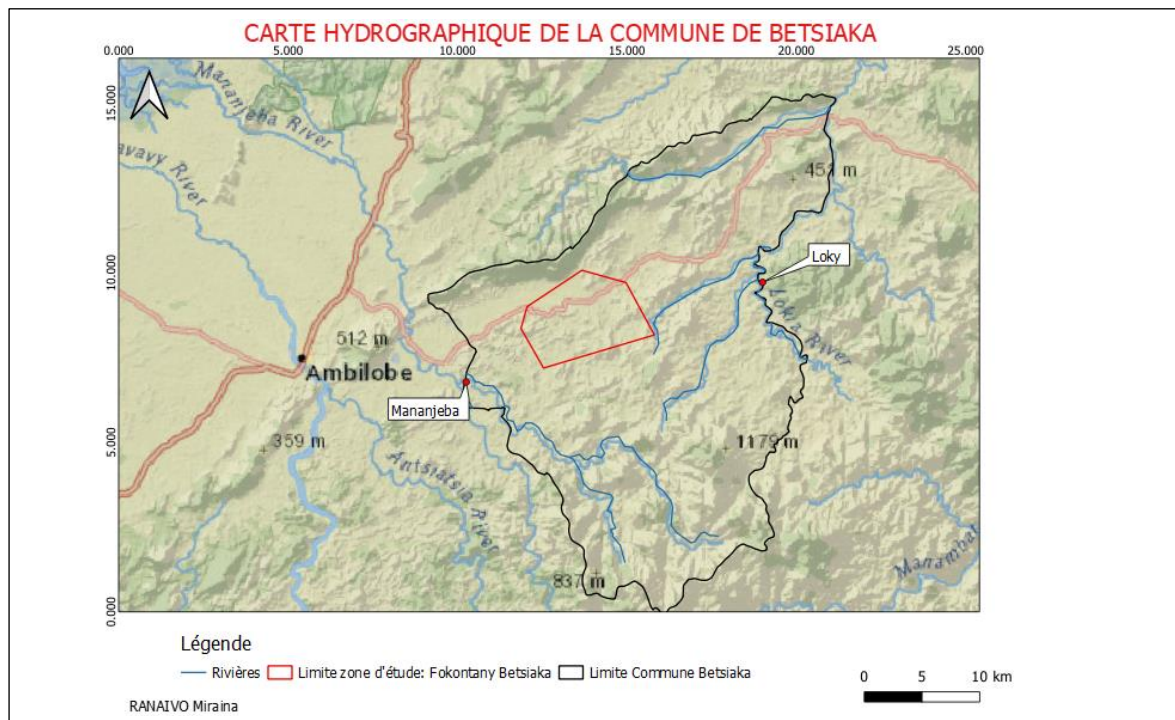 CARTE HYDROGRAPHIQUE DE LA COMMUNE DE BETSIAKA
0.000 5.000 10.000 15.000 20.000 25.000
15.000
10.000
5.000
0.000
Mananjeba River
avavy River
451 m
Loky
Lokia River
512 m
Ambilobe
Mananjeba
359 m
1179 m
Antsiatsia River
837 m
Manambat
Légende
Rivières Limite zone d'étude: Fokontany Betsiaka Limite Commune Betsiaka
0 5 10 km
RANAIVO Miraina